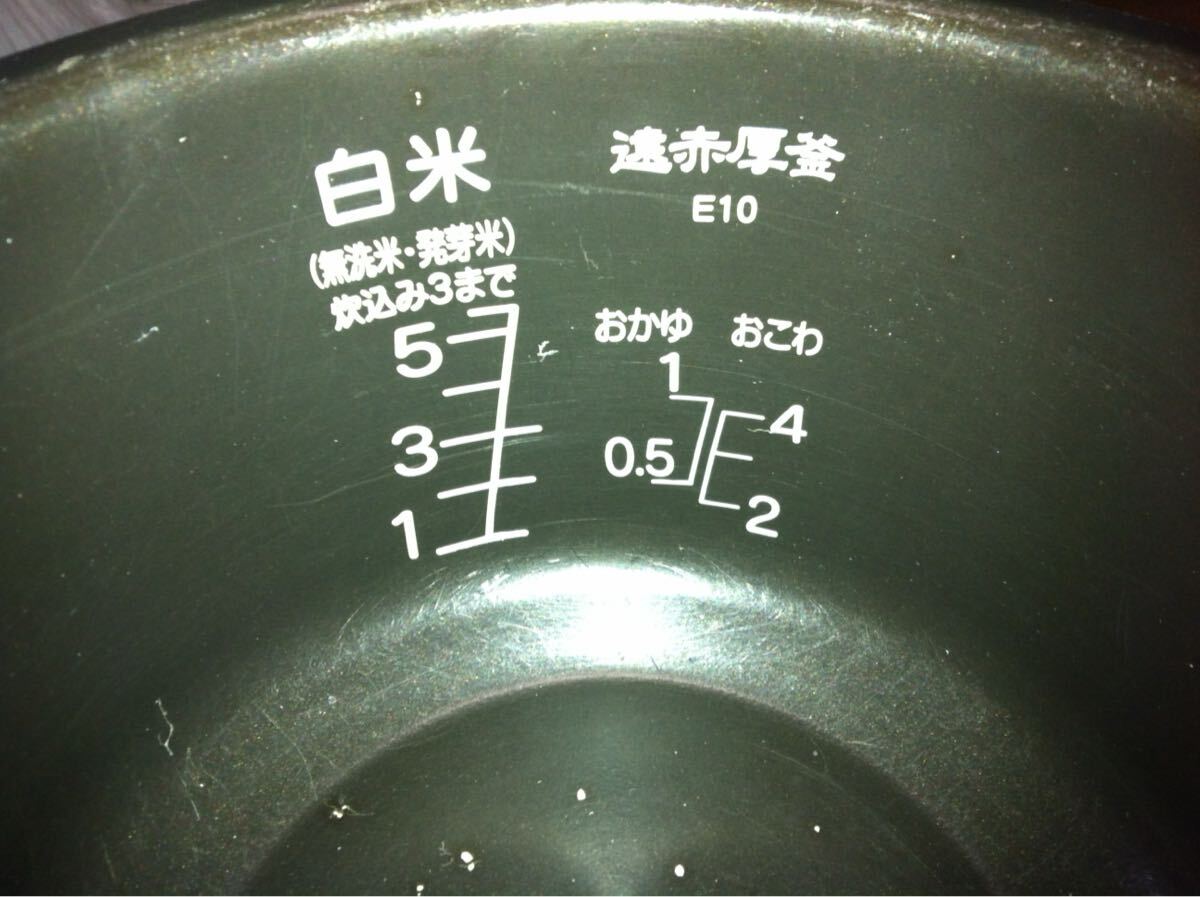 白米
(無洗米・発芽米)
炊込み3まで
5
3
1
遠赤厚釜
E10
おかゆ
1
0.5
おこわ
4
2